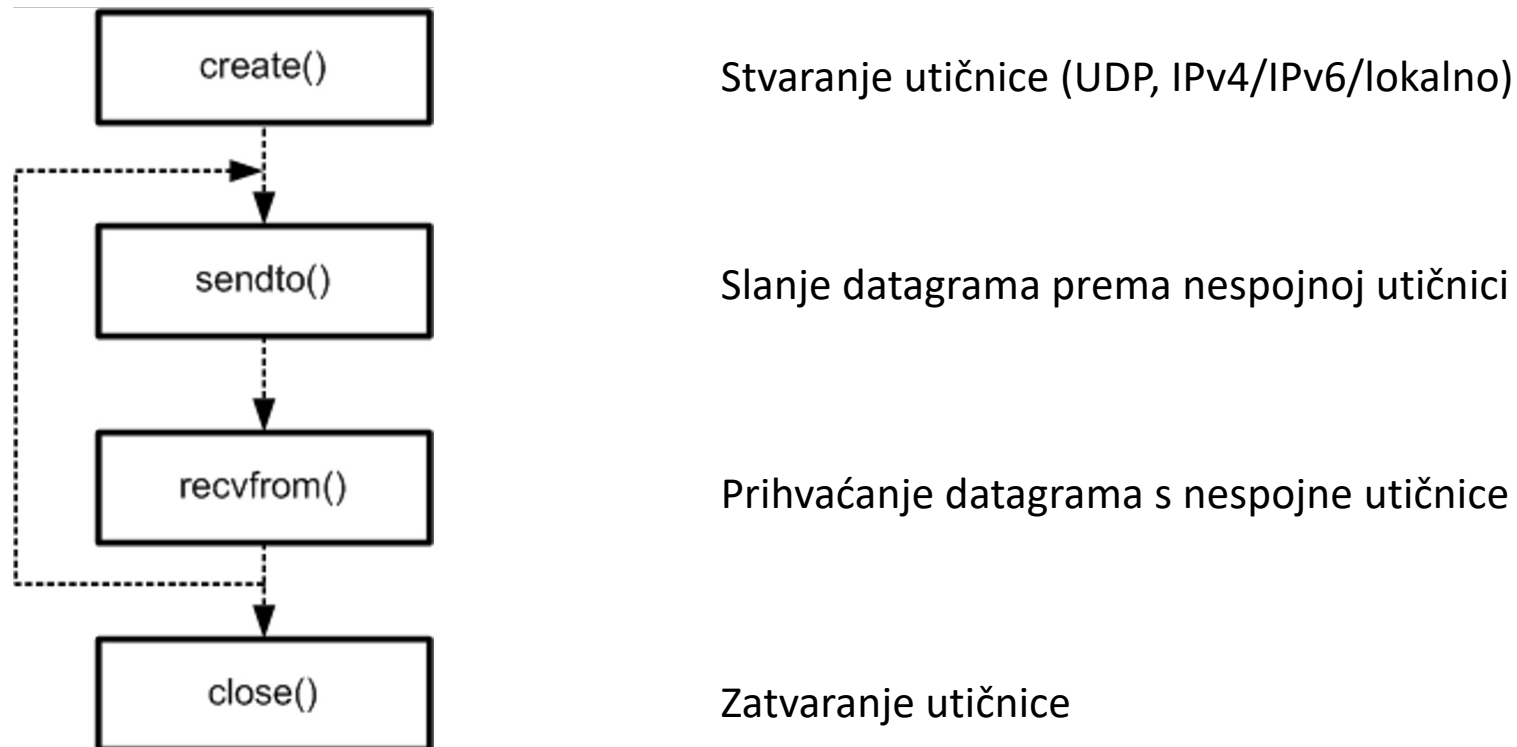 create()
Stvaranje utičnice (UDP, IPv4/IPv6/lokalno)
sendto()
Slanje datagrama prema nespojnoj utičnici
recvfrom()
Prihvaćanje datagrama s nespojne utičnice
close()
Zatvaranje utičnice